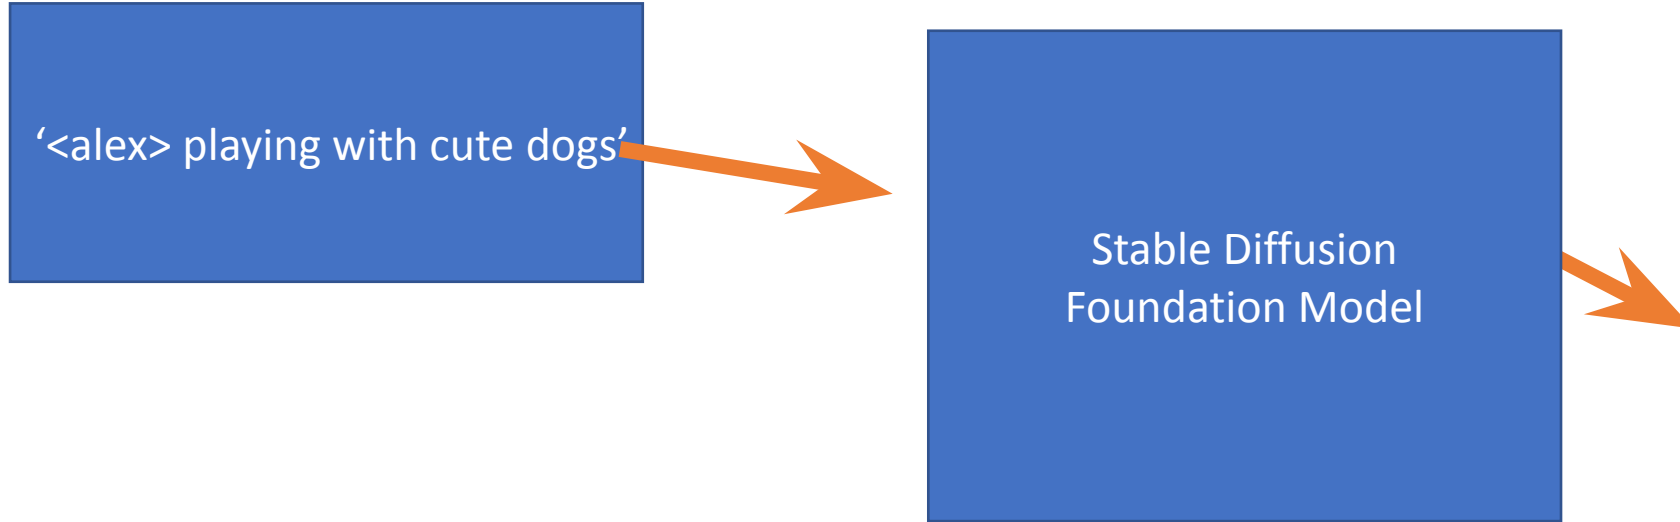 ‘<alex> playing with cute dogs’
Stable Diffusion
Foundation Model